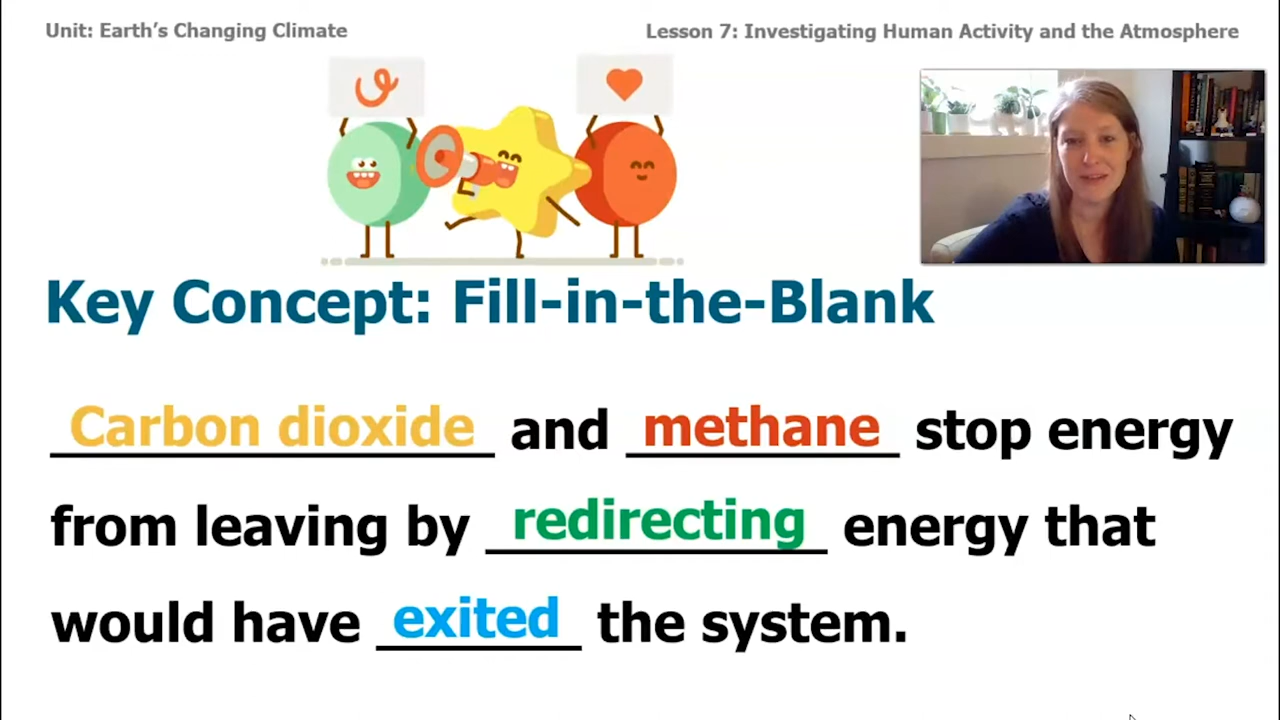 Unit: Earth’s Changing Climate
Lesson 7: Investigating Human Activity and the Atmosphere
Key Concept: Fill-in-the-Blank
Carbon dioxide and methane stop energy
from leaving by redirecting energy that
would have exited the system.